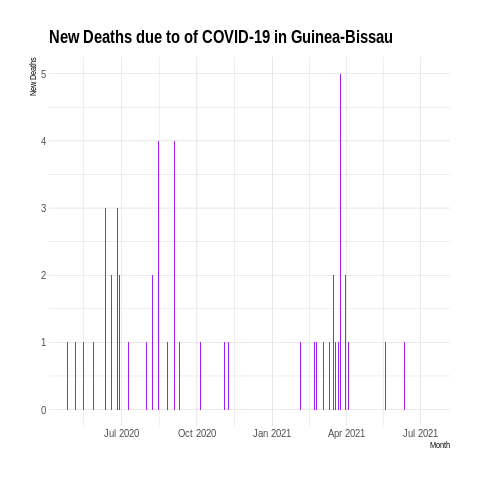 New Deaths due to of COVID-19 in Guinea-Bissau
New Deaths
5
4
3
2
1
0
Jul 2020 Oct 2020 Jan 2021 Apr 2021 Jul 2021
Month